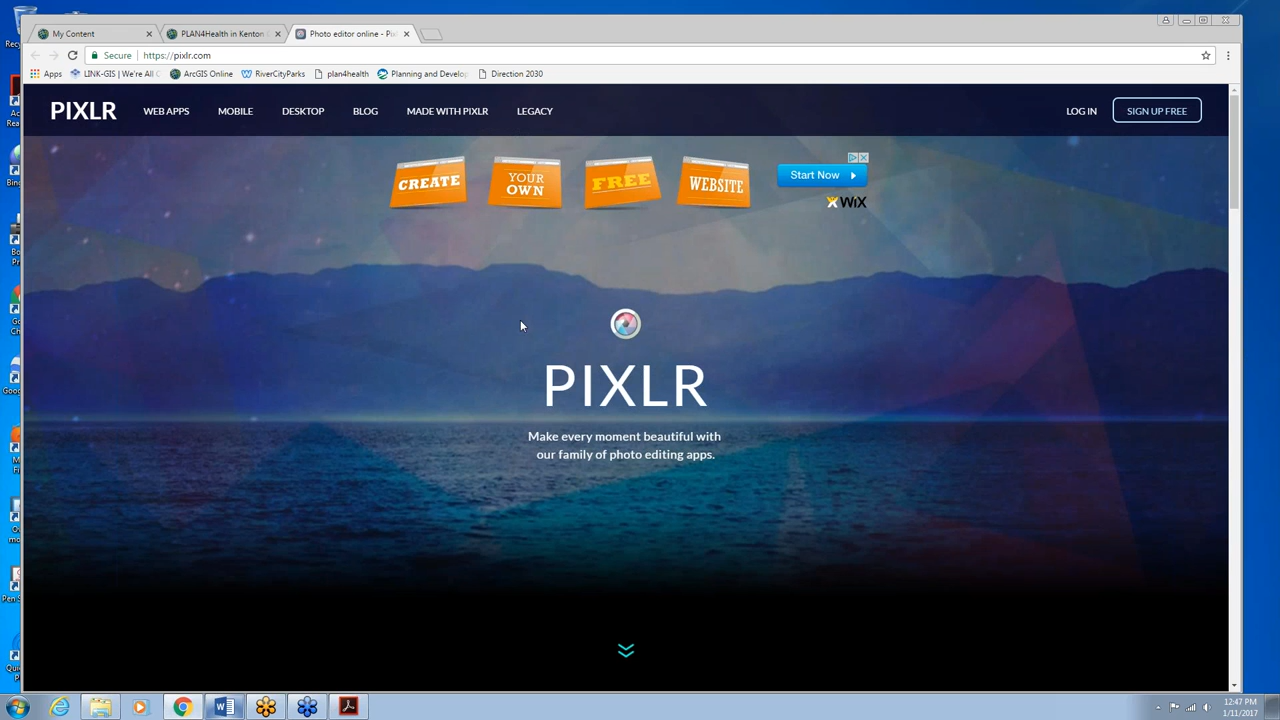 My Content
PLAN4Health in Kenton
Photo editor online - Pix
Secure
https://pixlr.com
Apps
LINK-GIS | We're All C
ArcGIS Online
RiverCityParks
plan4health
Planning and Develop
Direction 2030
PIXLR
WEB APPS
MOBILE
DESKTOP
BLOG
MADE WITH PIXLR
LEGACY
LOG IN
SIGN UP FREE
CREATE
YOUR
OWN
FREE
WEBSITE
Start Now
WiX
PIXLR
Make every moment beautiful with
our family of photo editing apps.
12:47 PM
1/11/2017